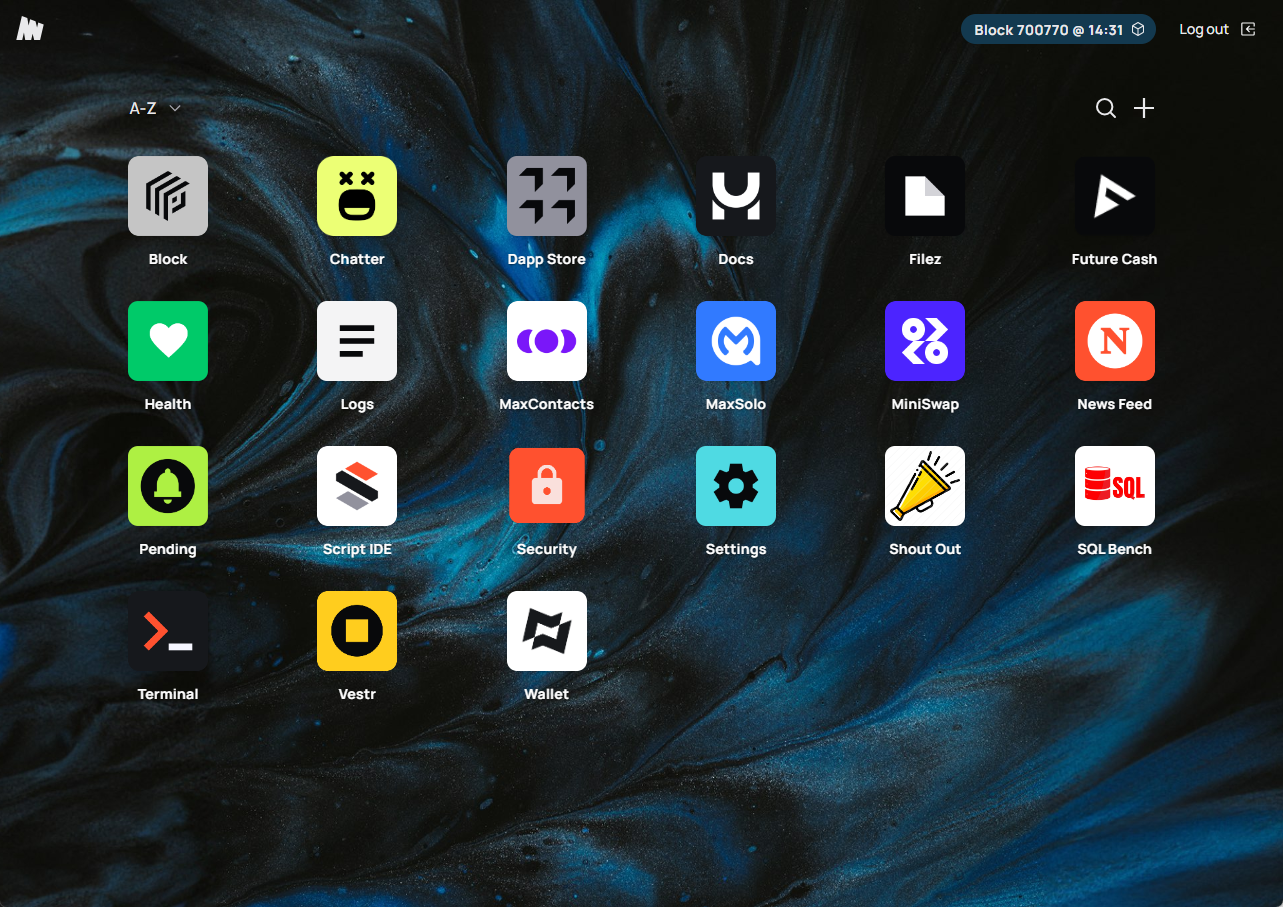 Block 700770 @ 14:31
Log out
A-Z
Block
Chatter
Dapp Store
Docs
Filez
Future Cash
Health
Logs
MaxContacts
MaxSolo
MiniSwap
N
News Feed
Pending
Script IDE
Security
Settings
Shout Out
SQL
SQL Bench
Terminal
Vestr
Wallet